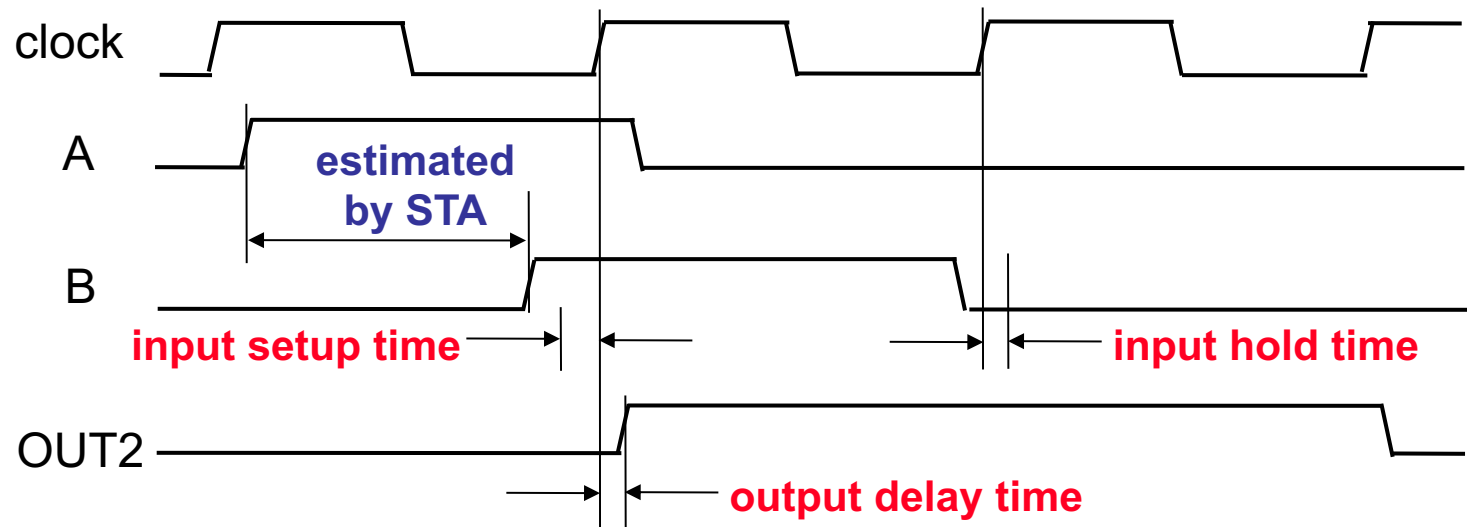 clock
A
estimated
by STA
B
input setup time
input hold time
OUT2
output delay time